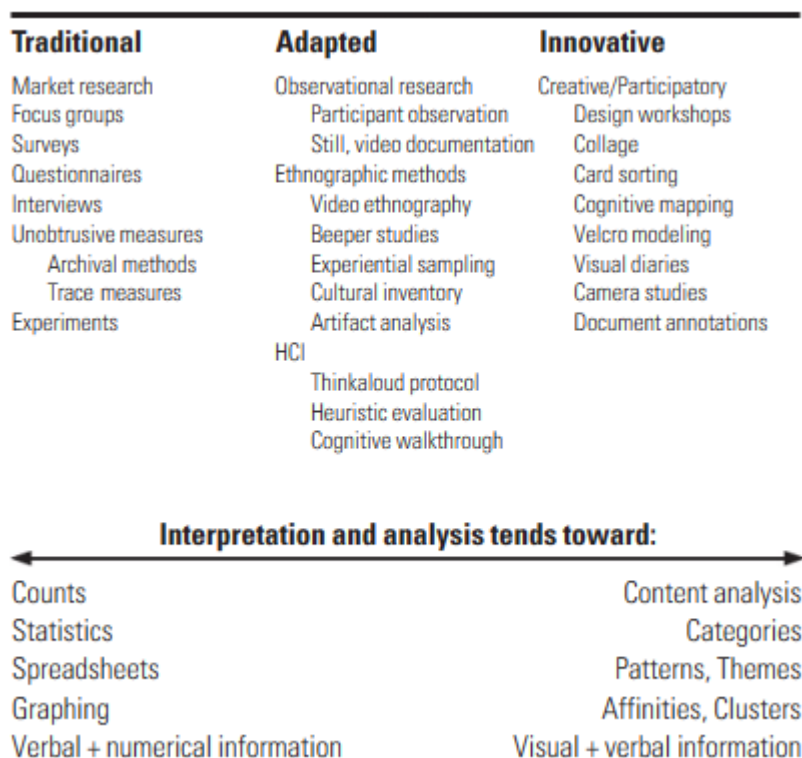 Traditional
Market research
Focus groups
Surveys
Questionnaires
Interviews
Unobtrusive measures
Archival methods
Trace measures
Experiments
Adapted
Observational research
Participant observation
Still, video documentation
Ethnographic methods
Video ethnography
Beeper studies
Experiential sampling
Cultural inventory
Artifact analysis
HCI
Thinkaloud protocol
Heuristic evaluation
Cognitive walkthrough
Innovative
Creative/Participatory
Design workshops
Collage
Card sorting
Cognitive mapping
Velcro modeling
Visual diaries
Camera studies
Document annotations
Interpretation and analysis tends toward:
Counts
Statistics
Spreadsheets
Graphing
Verbal + numerical information
Content analysis
Categories
Patterns, Themes
Affinities, Clusters
Visual + verbal information